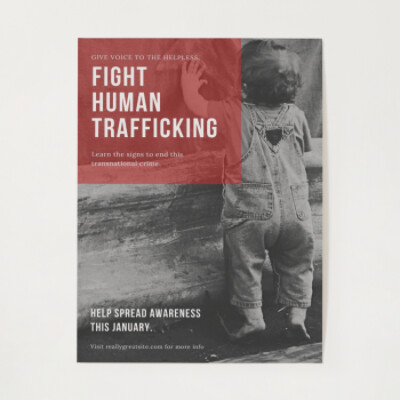 GIVE VOICE TO THE HELPLESS,
FIGHT
HUMAN
TRAFFICKING
Learn the signs to end this
transnational crime.
HELP SPREAD AWARENESS
THIS JANUARY.
Visit reallygreatsite.com for more info